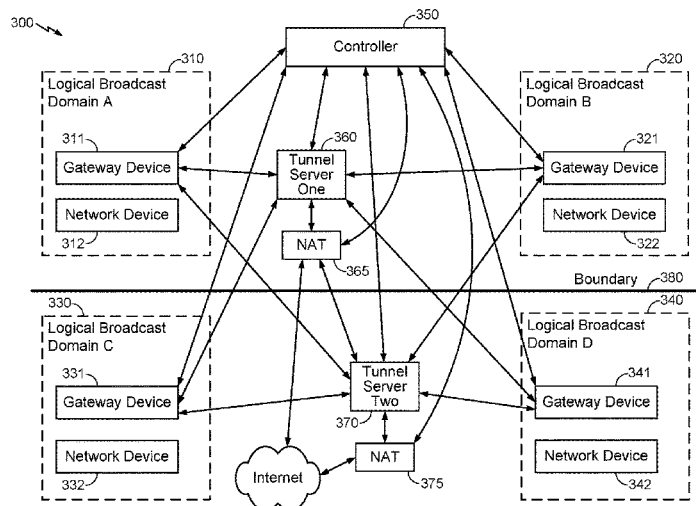 300
350
Controller
310
Logical Broadcast
Domain A
311
Gateway Device
Network Device
312
320
Logical Broadcast
Domain B
321
Gateway Device
Network Device
322
360
Tunnel
Server
One
NAT
365
Boundary
380
330
Logical Broadcast
Domain C
331
Gateway Device
Network Device
332
Tunnel
Server
Two
370
NAT
375
Internet
340
Logical Broadcast
Domain D
341
Gateway Device
Network Device
342